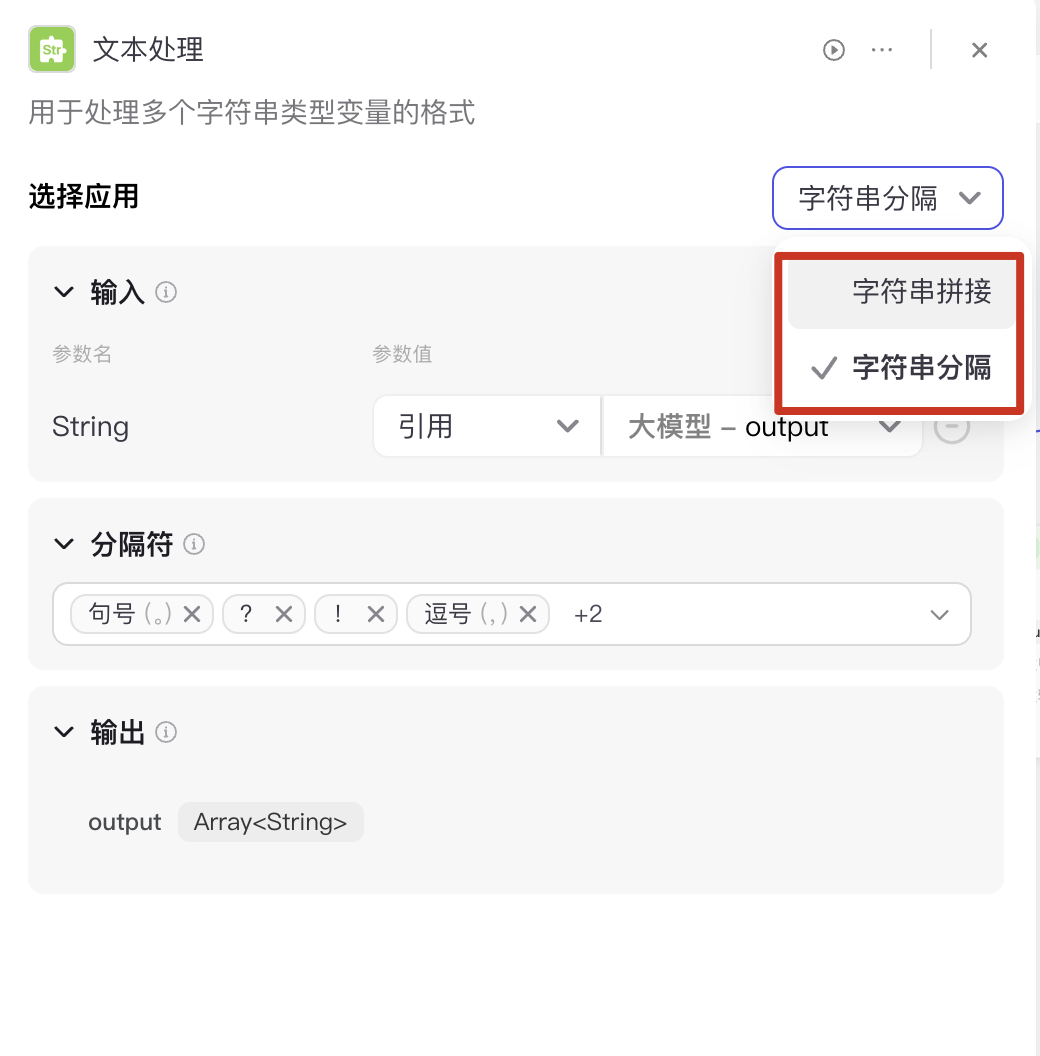 Str
文本处理
用于处理多个字符串类型变量的格式
选择应用
字符串分隔
字符串拼接
字符串分隔
输入
参数名 参数值
String 引用 大模型 – output
分隔符
句号 (。) ? ! 逗号 (,) +2
输出
output Array<String>